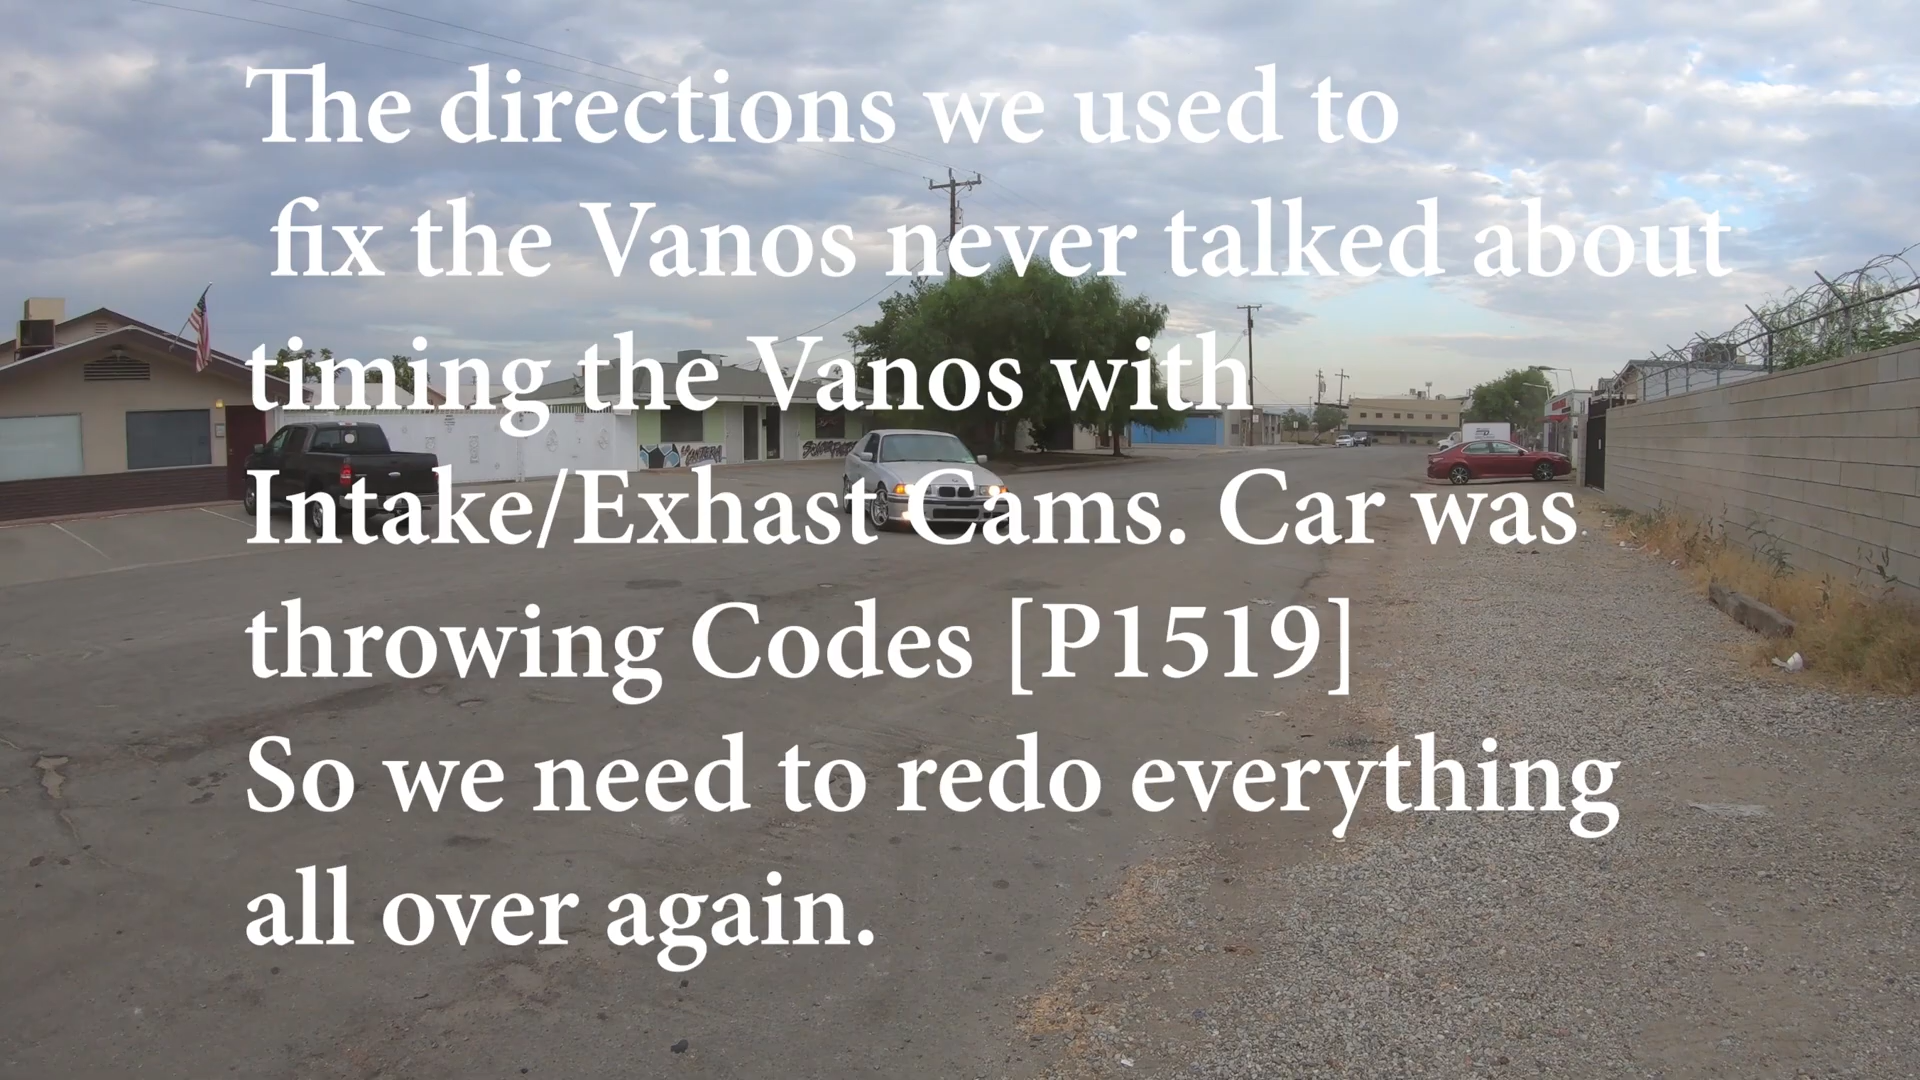 The directions we used to
fix the Vanos never talked about
timing the Vanos with
Intake/Exhast Cams. Car was
throwing Codes [P1519]
So we need to redo everything
all over again.